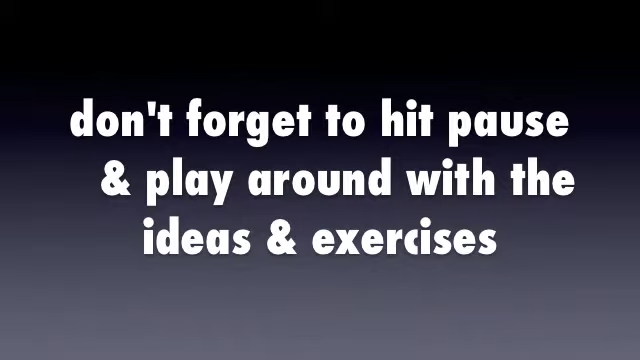 don't forget to hit pause
& play around with the
ideas & exercises